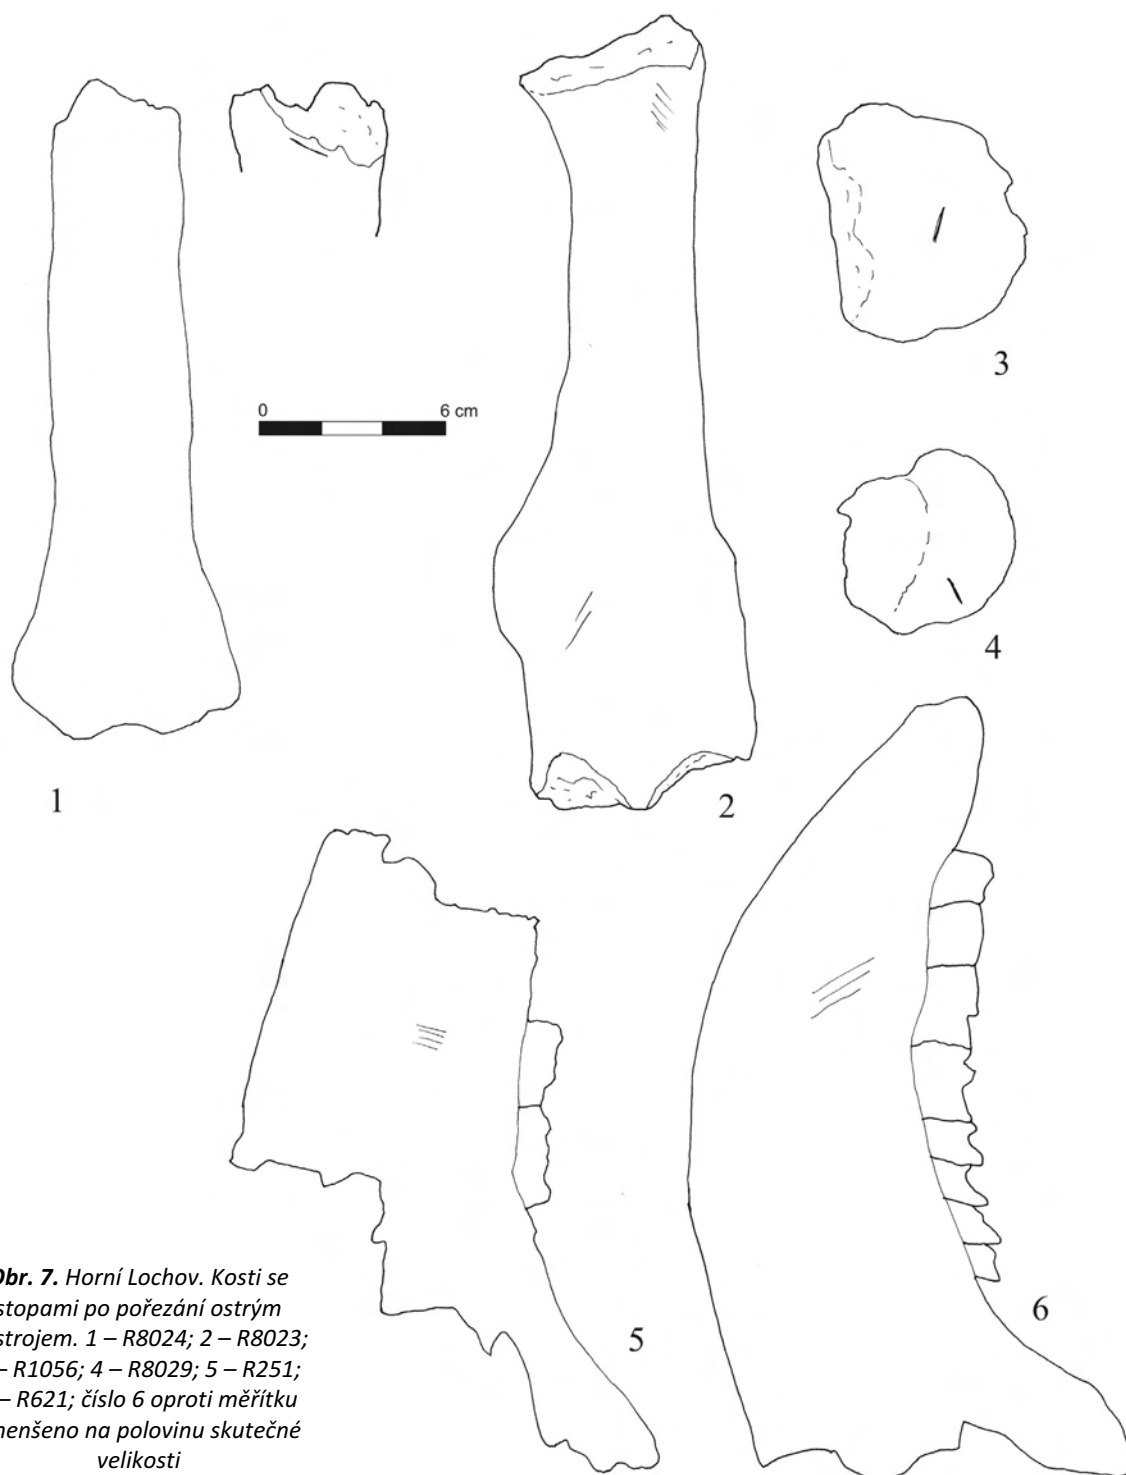 0 6 cm
1
2
3
4
5
6
Obr. 7. Horní Lochov. Kosti se
stopami po pořezání ostrým
strojem. 1 – R8024; 2 – R8023;
– R1056; 4 – R8029; 5 – R251;
– R621; číslo 6 oproti měřítku
menšeno na polovinu skutečné
velikosti